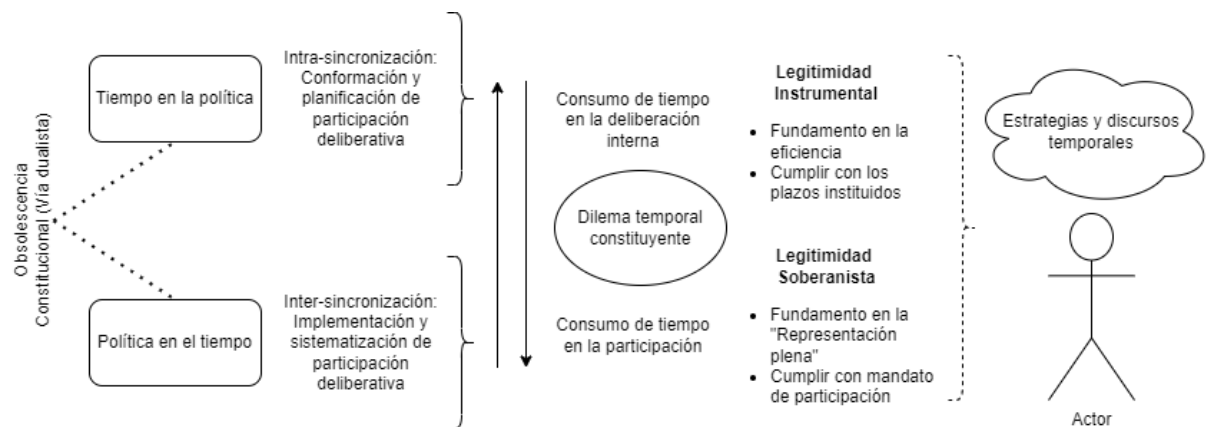 Obsolescencia
Constitucional (Vía dualista)
Tiempo en la política
Política en el tiempo
Intra-sincronización:
Conformación y
planificación de
participación
deliberativa
Inter-sincronización:
Implementación y
sistematización de
participación
deliberativa
Consumo de tiempo
en la deliberación
interna
Dilema temporal
constituyente
Consumo de tiempo
en la participación
Legitimidad
Instrumental
• Fundamento en la
eficiencia
• Cumplir con los
plazos instituidos
Legitimidad
Soberanista
• Fundamento en la
"Representación
plena"
• Cumplir con mandato
de participación
Estrategias y discursos
temporales
Actor